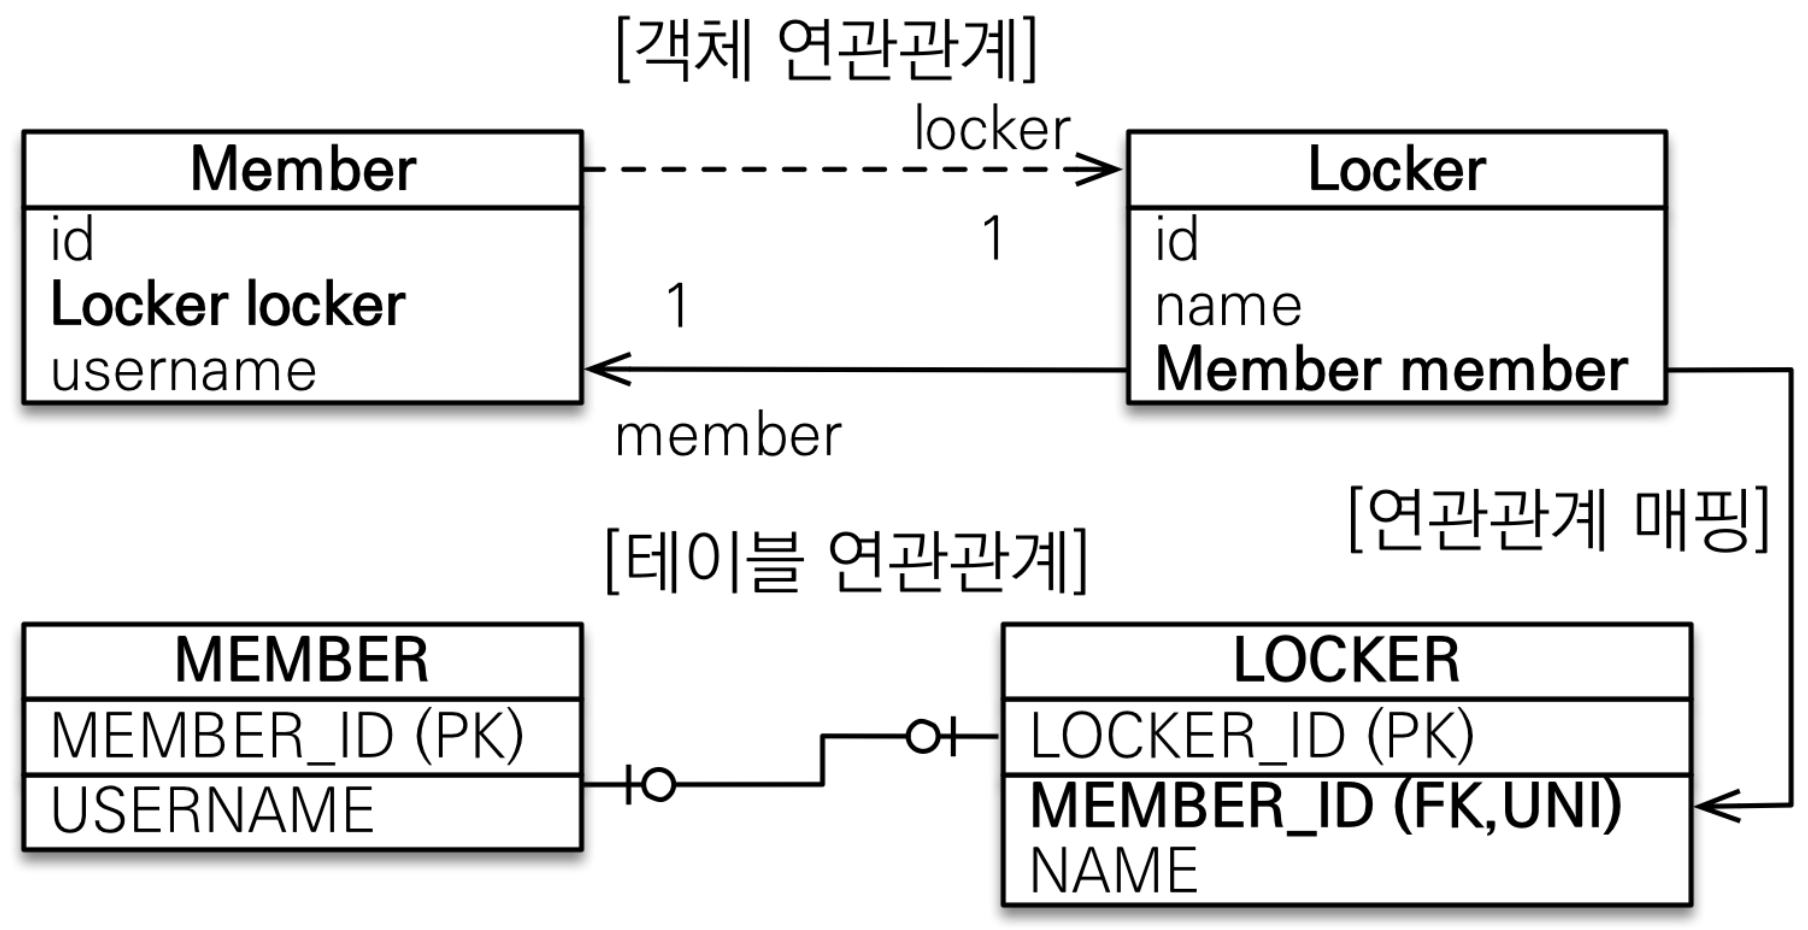 [객체 연관관계]
locker
Member
id
Locker locker
username
1
1
member
Locker
id
name
Member member
[연관관계 매핑]
[테이블 연관관계]
MEMBER
MEMBER_ID (PK)
USERNAME
LOCKER
LOCKER_ID (PK)
MEMBER_ID (FK,UNI)
NAME